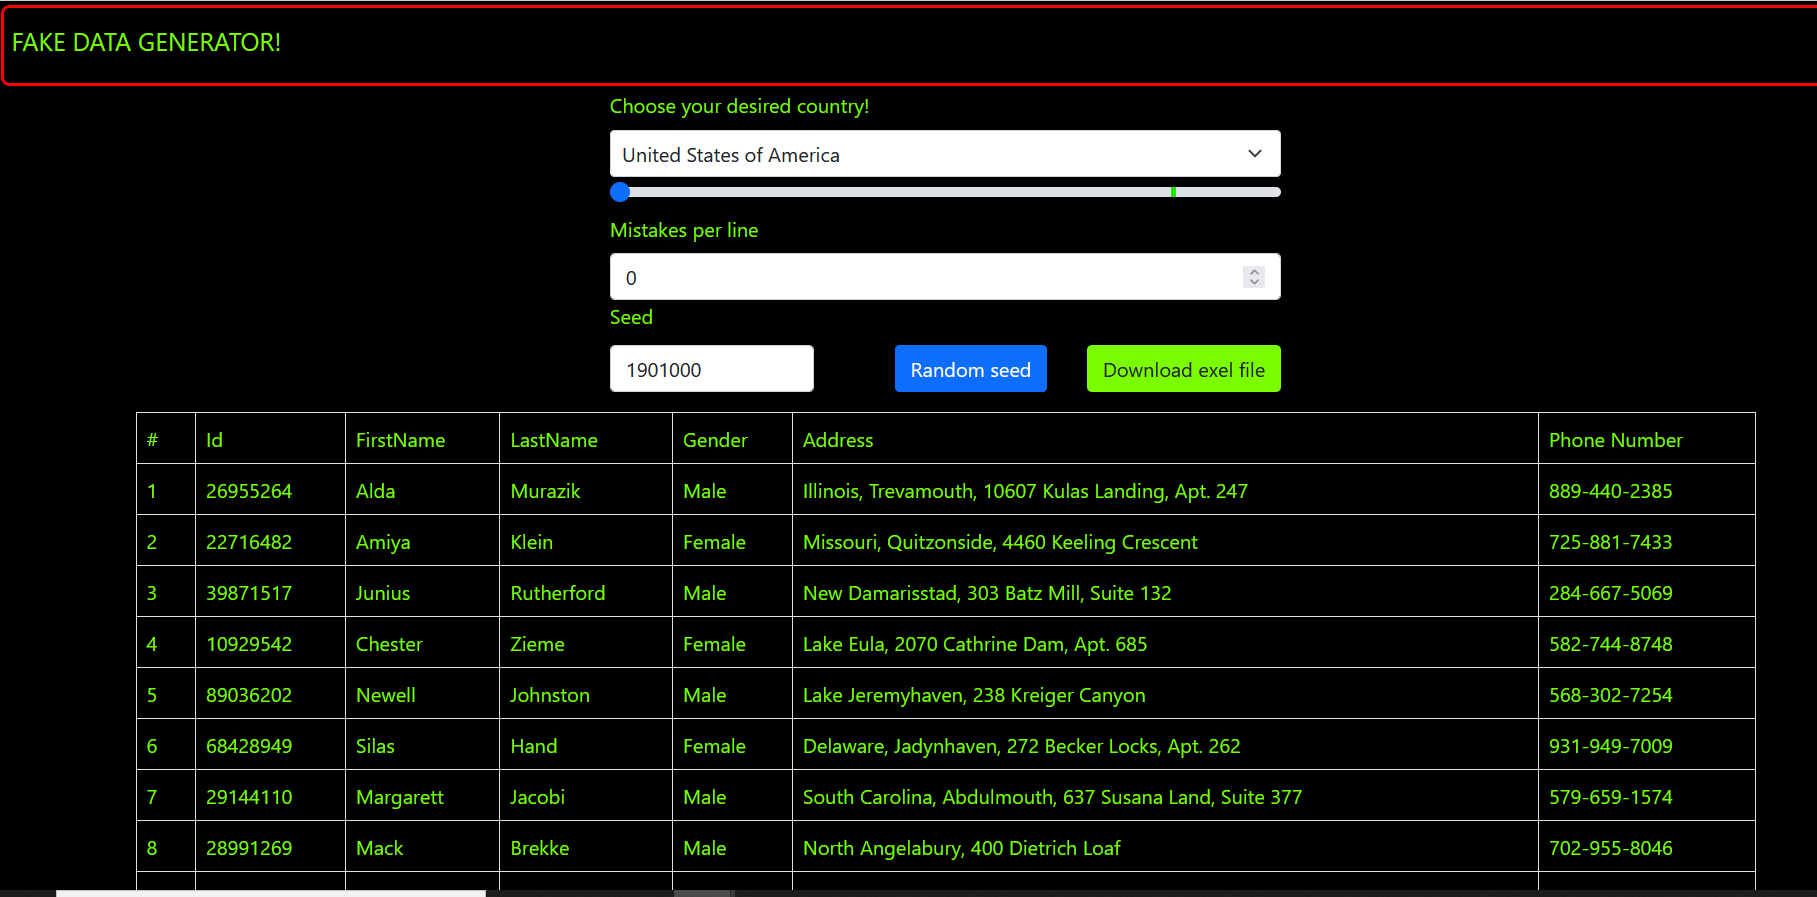 FAKE DATA GENERATOR!
Choose your desired country!
United States of America
Mistakes per line
0
Seed
1901000 Random seed Download exel file
# Id FirstName LastName Gender Address Phone Number
1 26955264 Alda Murazik Male Illinois, Trevamouth, 10607 Kulas Landing, Apt. 247 889-440-2385
2 22716482 Amiya Klein Female Missouri, Quitzonside, 4460 Keeling Crescent 725-881-7433
3 39871517 Junius Rutherford Male New Damarisstad, 303 Batz Mill, Suite 132 284-667-5069
4 10929542 Chester Zieme Female Lake Eula, 2070 Cathrine Dam, Apt. 685 582-744-8748
5 89036202 Newell Johnston Male Lake Jeremyhaven, 238 Kreiger Canyon 568-302-7254
6 68428949 Silas Hand Female Delaware, Jadynhaven, 272 Becker Locks, Apt. 262 931-949-7009
7 29144110 Margarett Jacobi Male South Carolina, Abdulmouth, 637 Susana Land, Suite 377 579-659-1574
8 28991269 Mack Brekke Male North Angelabury, 400 Dietrich Loaf 702-955-8046